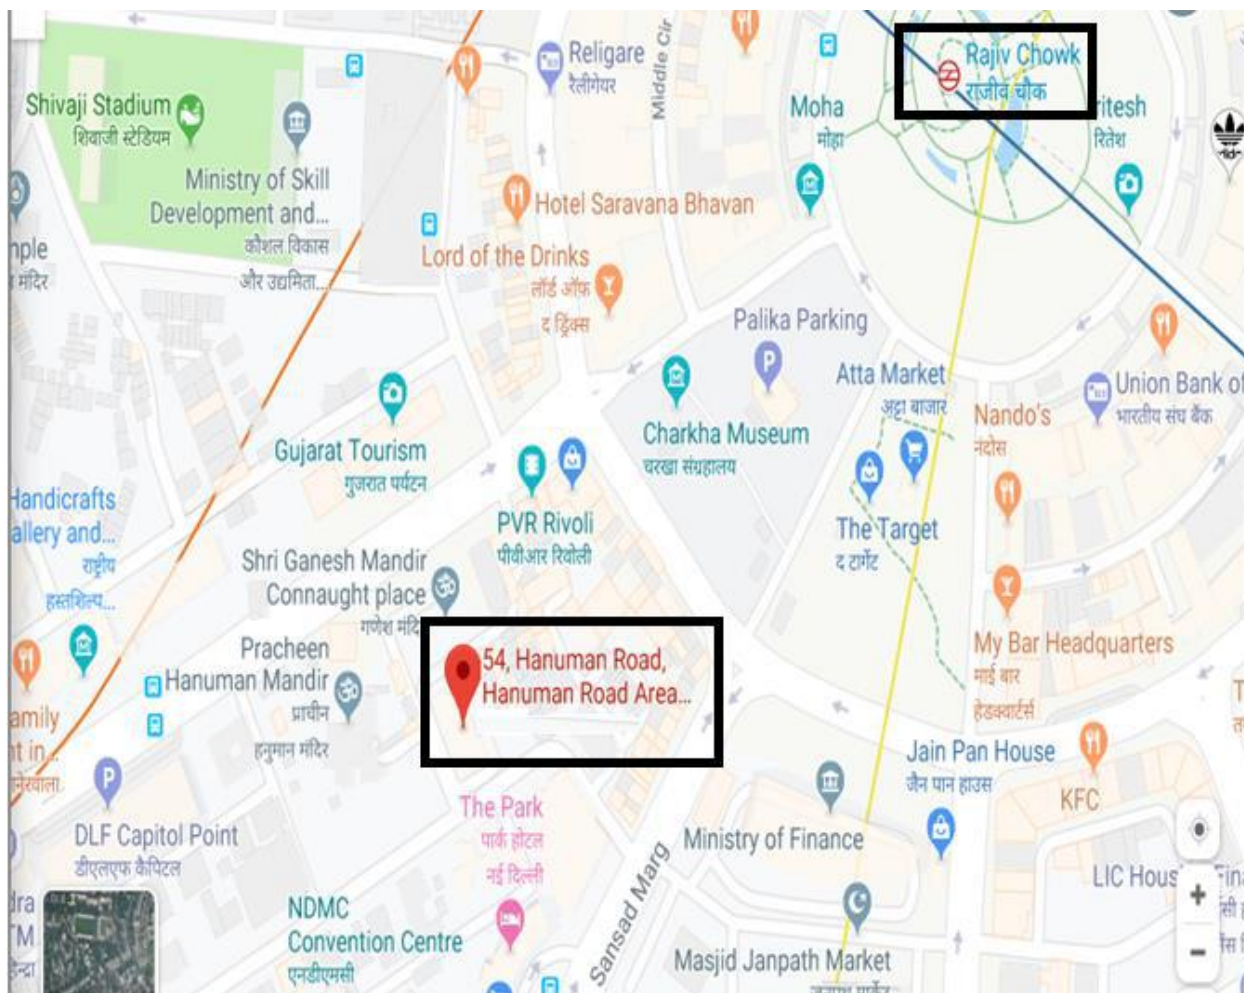 Religare
रैलीगेयर
Middle Cir
Rajiv Chowk
राजीव चौक
Shivaji Stadium
शिवाजी स्टेडियम
Moha
मोहा
ritesh
रितेश
Ministry of Skill
Development and...
कौशल विकास
और उद्यमिता...
Hotel Saravana Bhavan
nple
मंदिर
Lord of the Drinks
लॉर्ड ऑफ़
द ड्रिंक्स
Palika Parking
Atta Market
अट्टा बाजार
Union Bank of
भारतीय संघ बैंक
Nando's
नंदोस
Charkha Museum
चरखा संग्रहालय
Gujarat Tourism
गुजरात पर्यटन
Handicrafts
allery and...
राष्ट्रीय
हस्तशिल्प...
PVR Rivoli
पीवीआर रिवोली
The Target
द टार्गेट
Shri Ganesh Mandir
Connaught place
गणेश मंदि
Pracheen
Hanuman Mandir
प्राचीन
हनुमान मंदिर
54, Hanuman Road,
Hanuman Road Area...
My Bar Headquarters
माई बार
हेडक्वार्टर्स
amily
nt in...
नेरवाला
Jain Pan House
जैन पान हाउस
KFC
The Park
पार्क होटल
नई दिल्ली
Ministry of Finance
DLF Capitol Point
डीएलएफ कैपिटल
Sansad Marg
LIC Hous
Fina
NDMC
Convention Centre
एनडीएमसी
Masjid Janpath Market
dra
TM